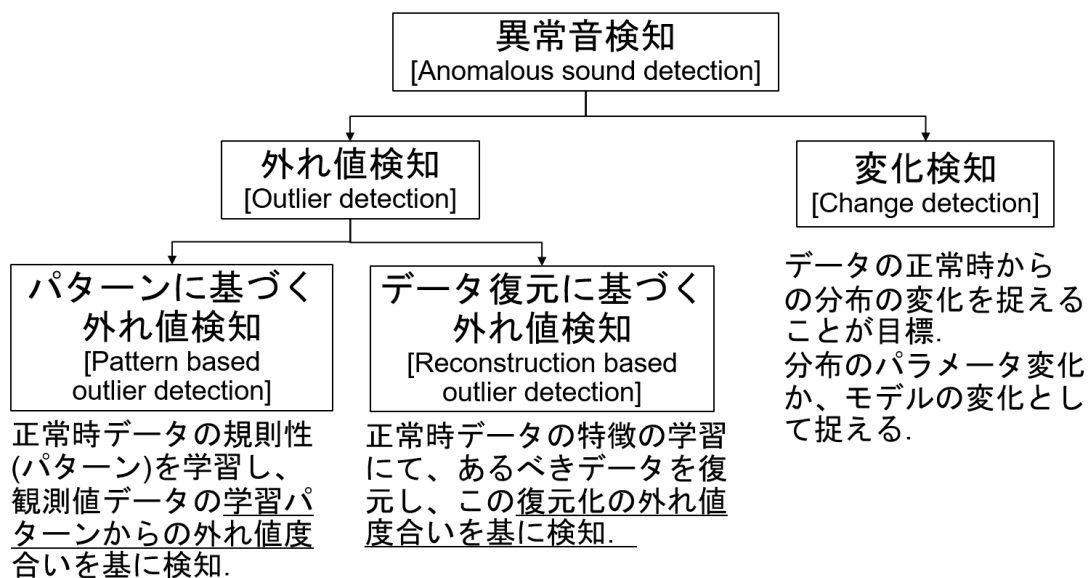 異常音検知
[Anomalous sound detection]
外れ値検知
[Outlier detection]
変化検知
[Change detection]
パターンに基づく
外れ値検知
[Pattern based
outlier detection]
正常時データの規則性
(パターン)を学習し、
観測値データの学習パ
ターンからの外れ値度
合いを基に検知.
データ復元に基づく
外れ値検知
[Reconstruction based
outlier detection]
正常時データの特徴の学習
にて、あるべきデータを復
元し、この復元化の外れ値
度合いを基に検知.
データの正常時から
の分布の変化を捉える
ことが目標.
分布のパラメータ変化
か、モデルの変化とし
て捉える.